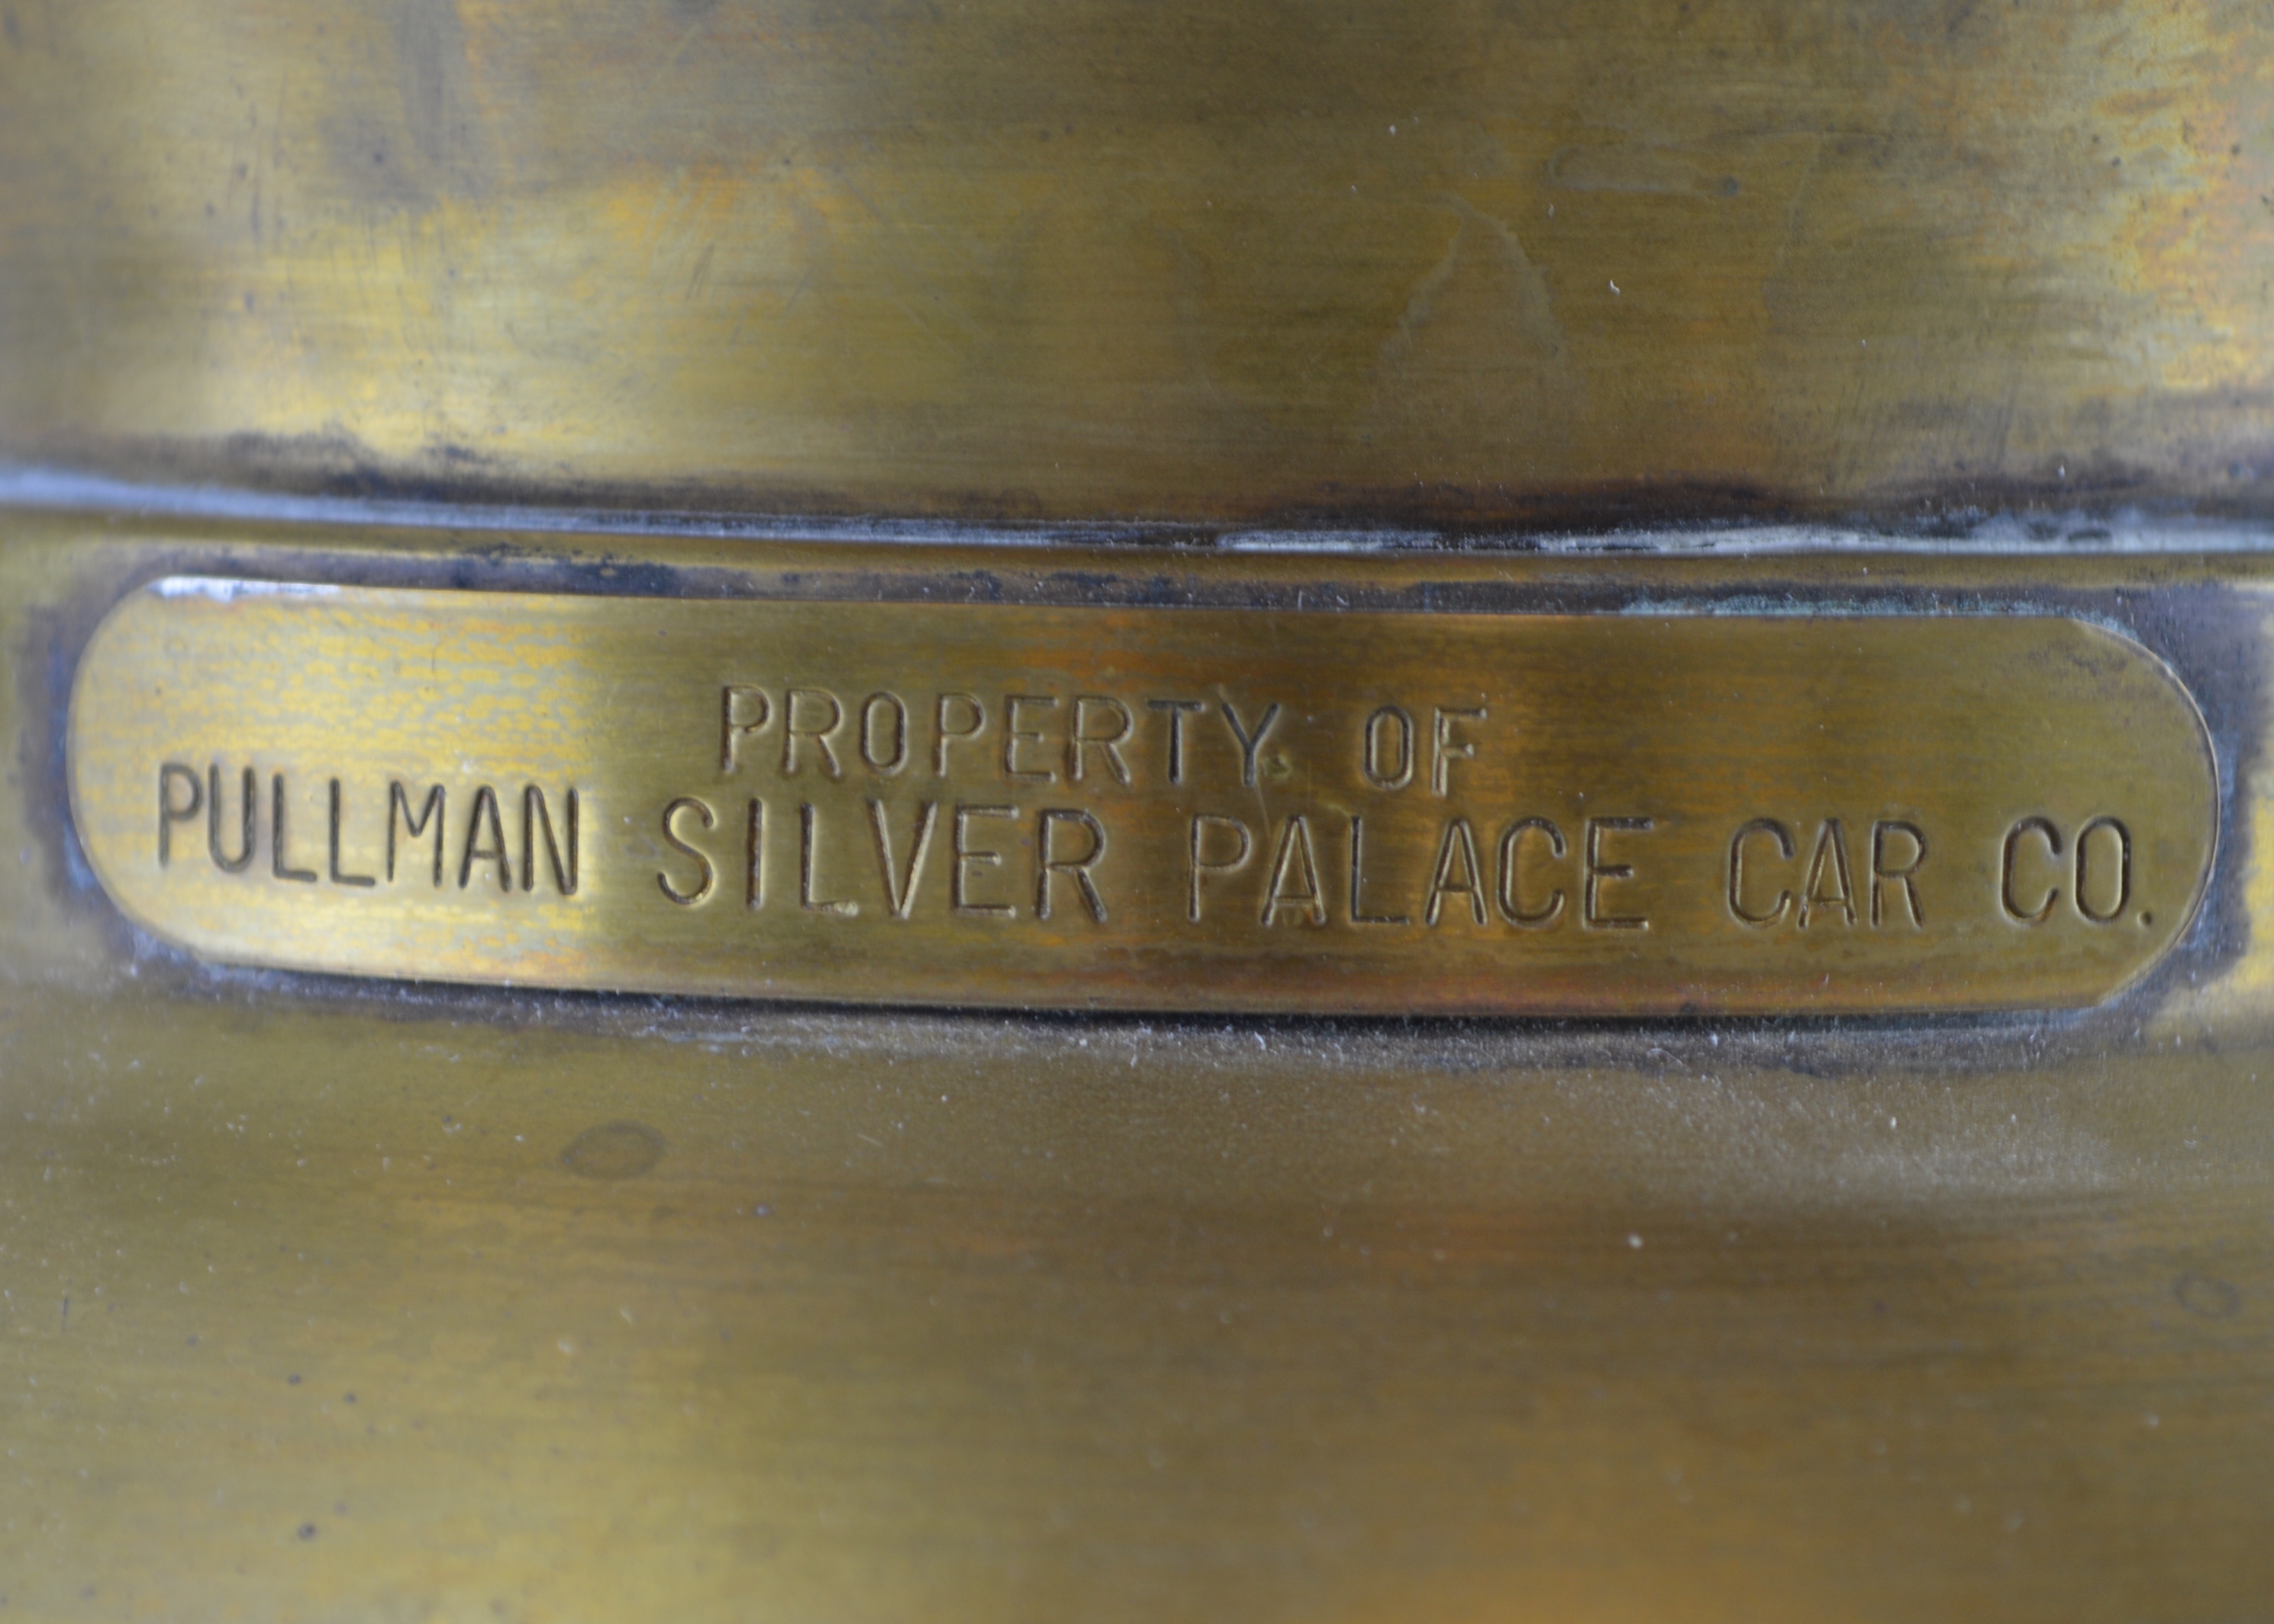 PROPERTY OF
PULLMAN SILVER PALACE CAR CO.